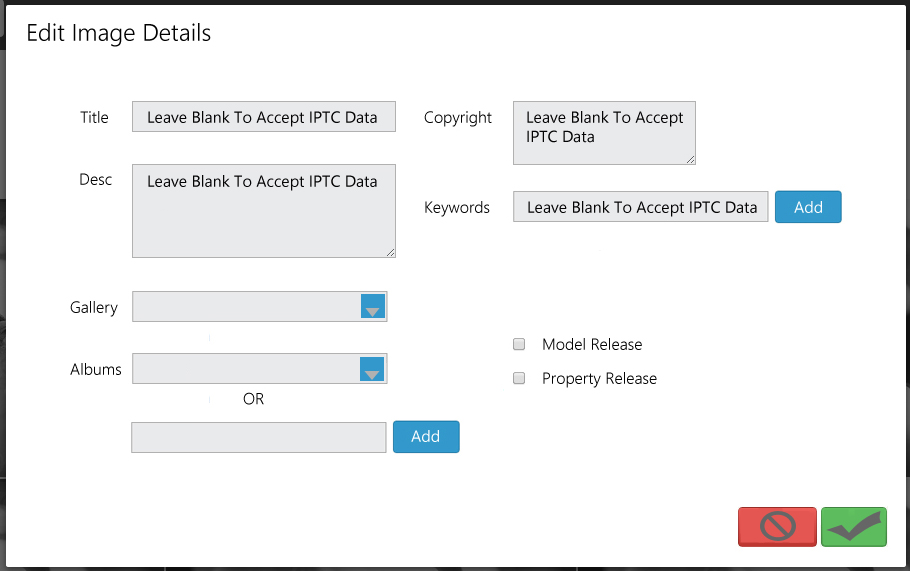 Edit Image Details
Title
Leave Blank To Accept IPTC Data
Copyright
Leave Blank To Accept
IPTC Data
Desc
Leave Blank To Accept IPTC Data
Keywords
Leave Blank To Accept IPTC Data
Add
Gallery
Model Release
Albums
Property Release
OR
Add